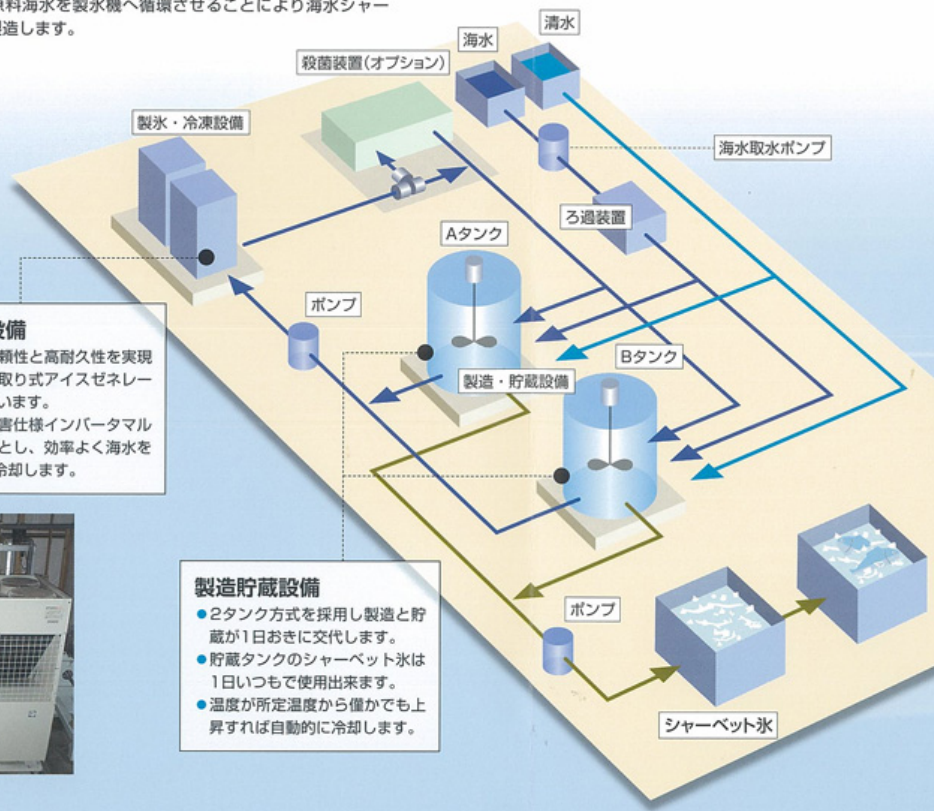 原料海水を製氷機へ循環させることにより海水シャー
製造します。
清水
海水
殺菌装置(オプション)
製氷・冷凍設備
海水取水ポンプ
ろ過装置
Aタンク
ポンプ
Bタンク
製造・貯蔵設備
設備
頼性と高耐久性を実現
取り式アイスゼネレー
います。
害仕様インバータマル
とし、効率よく海水を
冷却します。
製造貯蔵設備
●2タンク方式を採用し製造と貯
蔵が1日おきに交代します。
●貯蔵タンクのシャーベット氷は
1日いつもで使用出来ます。
●温度が所定温度から僅かでも上
昇すれば自動的に冷却します。
ポンプ
シャーベット氷